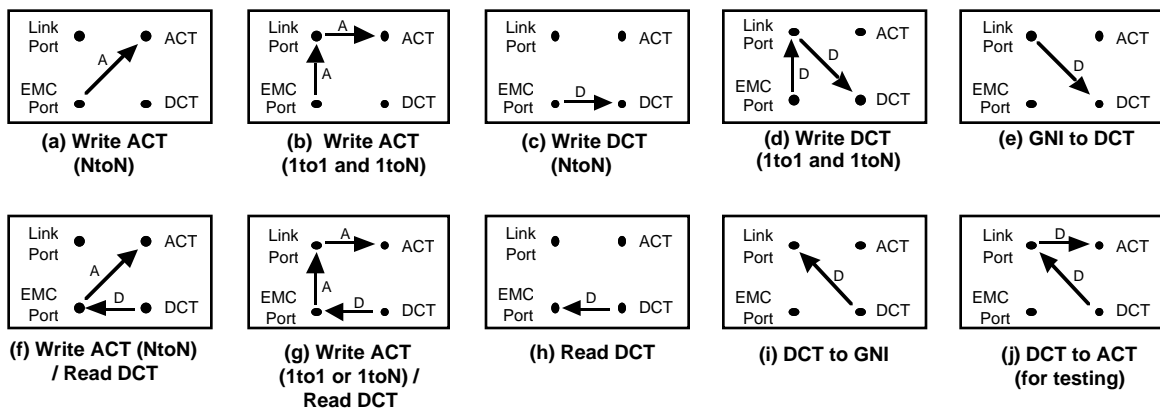 Link
Port
ACT
A
EMC
Port
DCT
(a) Write ACT
(NtoN)
Link
Port
A
ACT
A
EMC
Port
DCT
(b) Write ACT
(1to1 and 1toN)
Link
Port
ACT
EMC
Port
D
DCT
(c) Write DCT
(NtoN)
Link
Port
ACT
D
D
EMC
Port
DCT
(d) Write DCT
(1to1 and 1toN)
Link
Port
ACT
D
EMC
Port
DCT
(e) GNI to DCT
Link
Port
ACT
A
EMC
Port
D
DCT
(f) Write ACT (NtoN)
/ Read DCT
Link
Port
A
ACT
A
EMC
Port
D
DCT
(g) Write ACT
(1to1 or 1toN) /
Read DCT
Link
Port
ACT
EMC
Port
D
DCT
(h) Read DCT
Link
Port
ACT
D
EMC
Port
DCT
(i) DCT to GNI
Link
Port
D
ACT
D
EMC
Port
DCT
(j) DCT to ACT
(for testing)